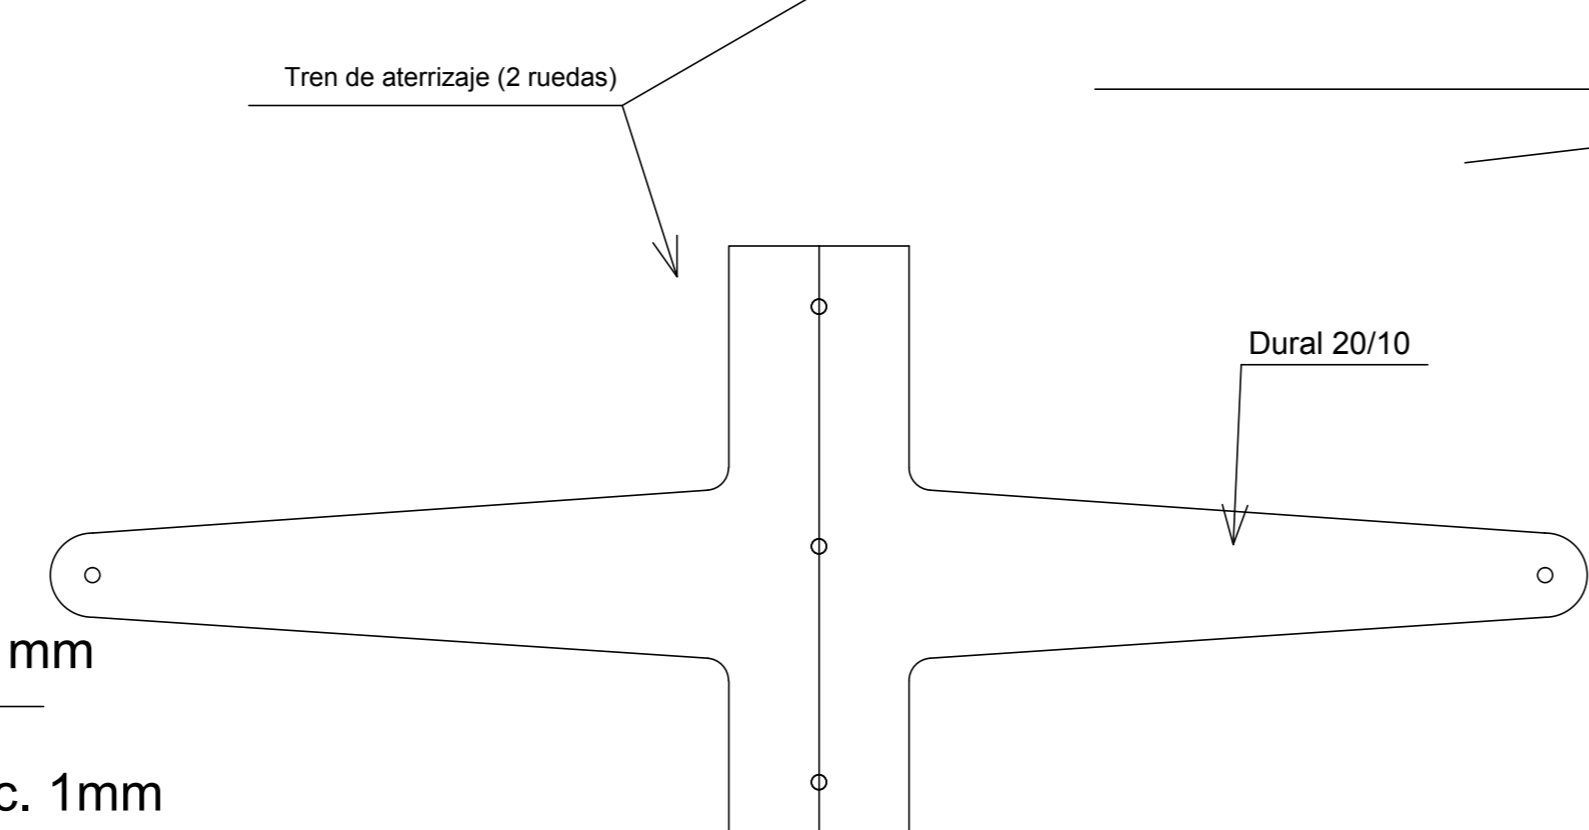 Tren de aterrizaje (2 ruedas)
Dural 20/10
mm
c. 1mm